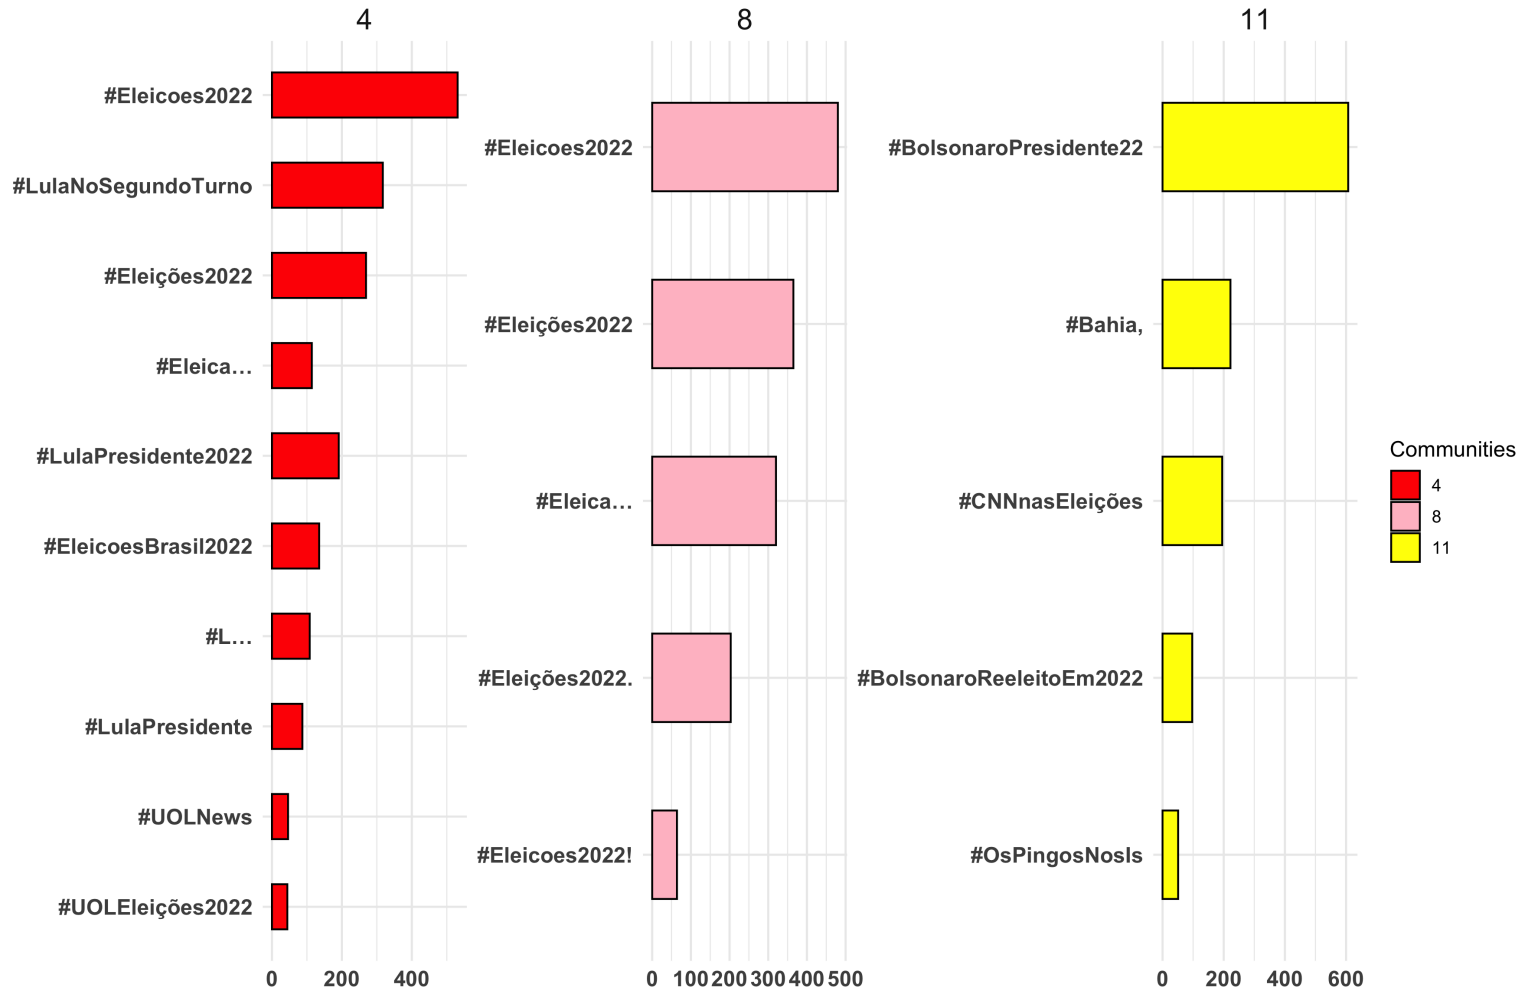 4
#Eleicoes2022
#LulaNoSegundoTurno
#Eleições2022
#Eleica…
#LulaPresidente2022
#EleicoesBrasil2022
#L…
#LulaPresidente
#UOLNews
#UOLEleições2022
0 200 400
8
#Eleicoes2022
#Eleições2022
#Eleica…
#Eleições2022.
#Eleicoes2022!
0 100 200 300 400 500
11
#BolsonaroPresidente22
#Bahia,
#CNNnasEleições
#BolsonaroReeleitoEm2022
#OsPingosNosIs
0 200 400 600
Communities
4
8
11